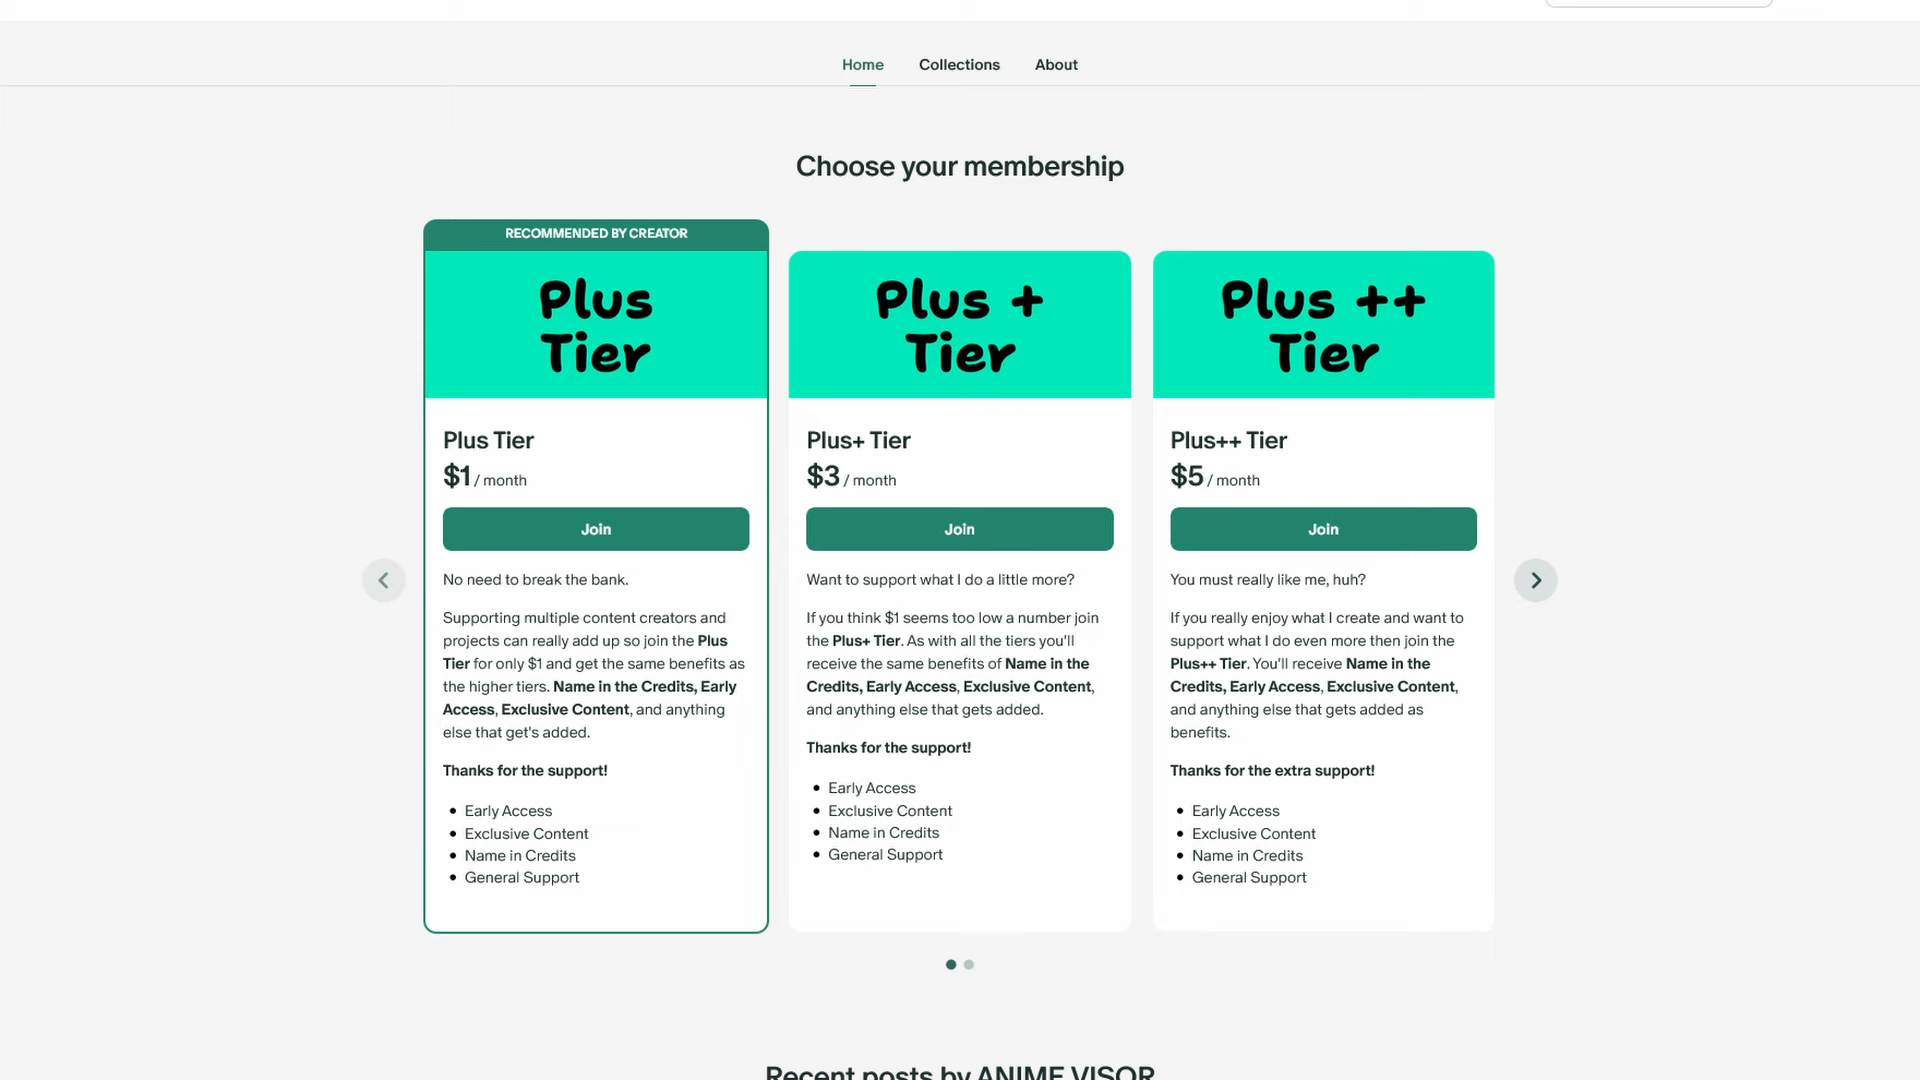 Home
Collections
About
Choose your membership
RECOMMENDED BY CREATOR
Plus
Tier
Plus Tier
$1 / month
Join
No need to break the bank.
Supporting multiple content creators and
projects can really add up so join the Plus
Tier for only $1 and get the same benefits as
the higher tiers. Name in the Credits, Early
Access, Exclusive Content, and anything
else that get's added.
Thanks for the support!
Early Access
Exclusive Content
Name in Credits
General Support
Plus +
Tier
Plus+ Tier
$3 / month
Join
Want to support what I do a little more?
If you think $1 seems too low a number join
the Plus+ Tier. As with all the tiers you'll
receive the same benefits of Name in the
Credits, Early Access, Exclusive Content,
and anything else that gets added.
Thanks for the support!
Early Access
Exclusive Content
Name in Credits
General Support
Plus ++
Tier
Plus++ Tier
$5 / month
Join
You must really like me, huh?
If you really enjoy what I create and want to
support what I do even more then join the
Plus++ Tier. You'll receive Name in the
Credits, Early Access, Exclusive Content,
and anything else that gets added as
benefits.
Thanks for the extra support!
Early Access
Exclusive Content
Name in Credits
General Support
Recent posts by ANIME VISOR